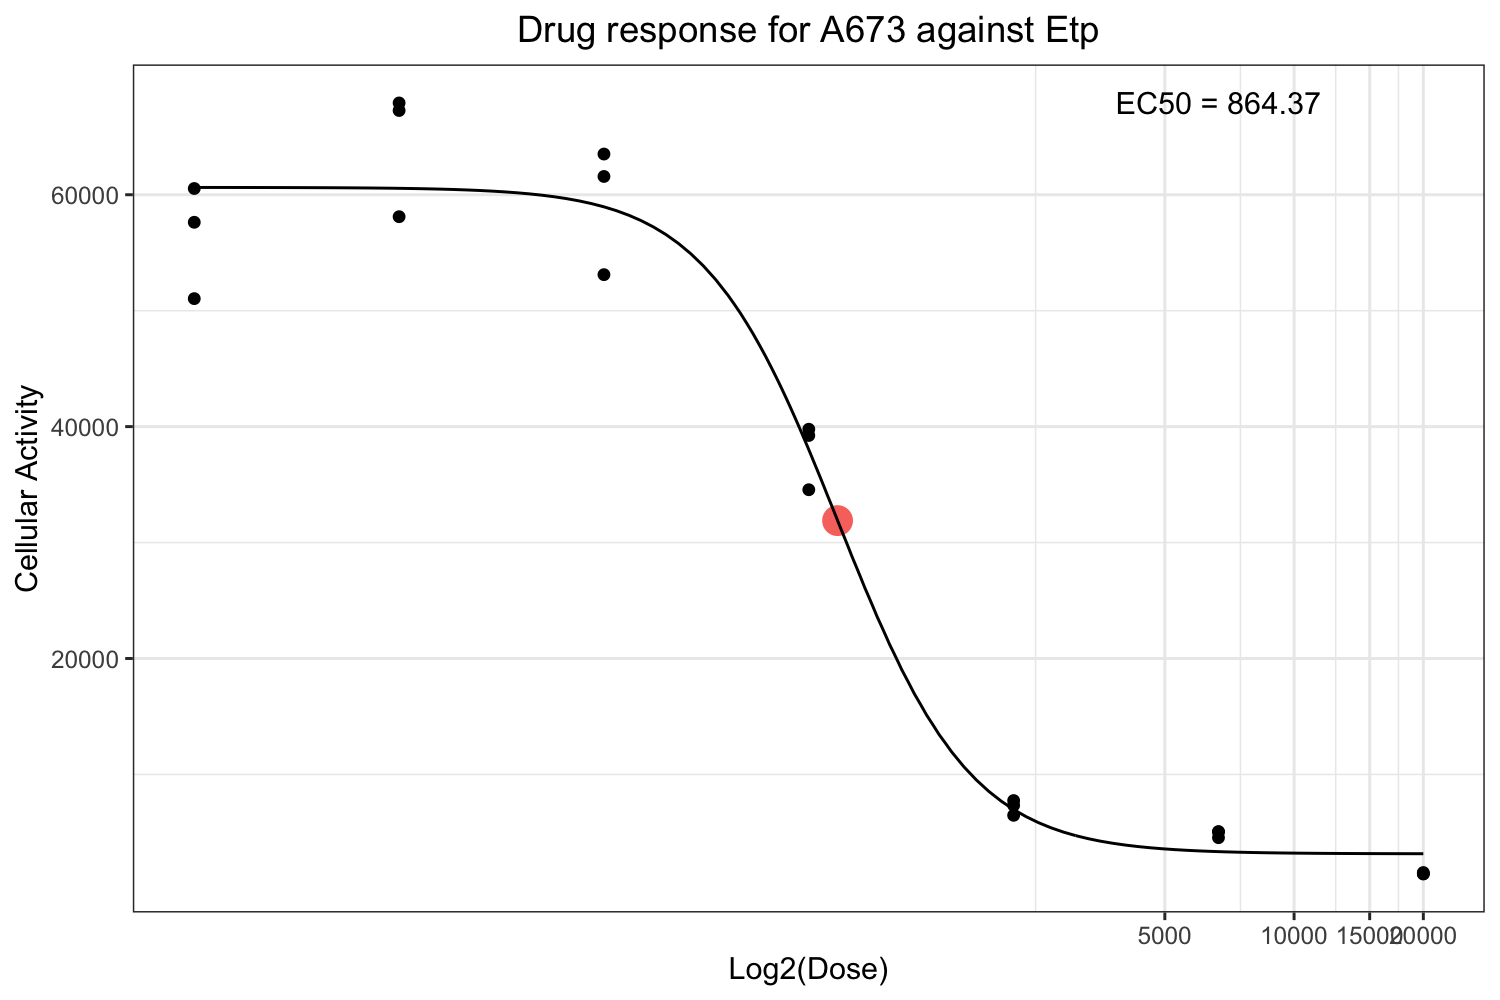 Drug response for A673 against Etp
EC50 = 864.37
60000
40000
20000
Cellular Activity
5000 10000 15000 20000
Log2(Dose)